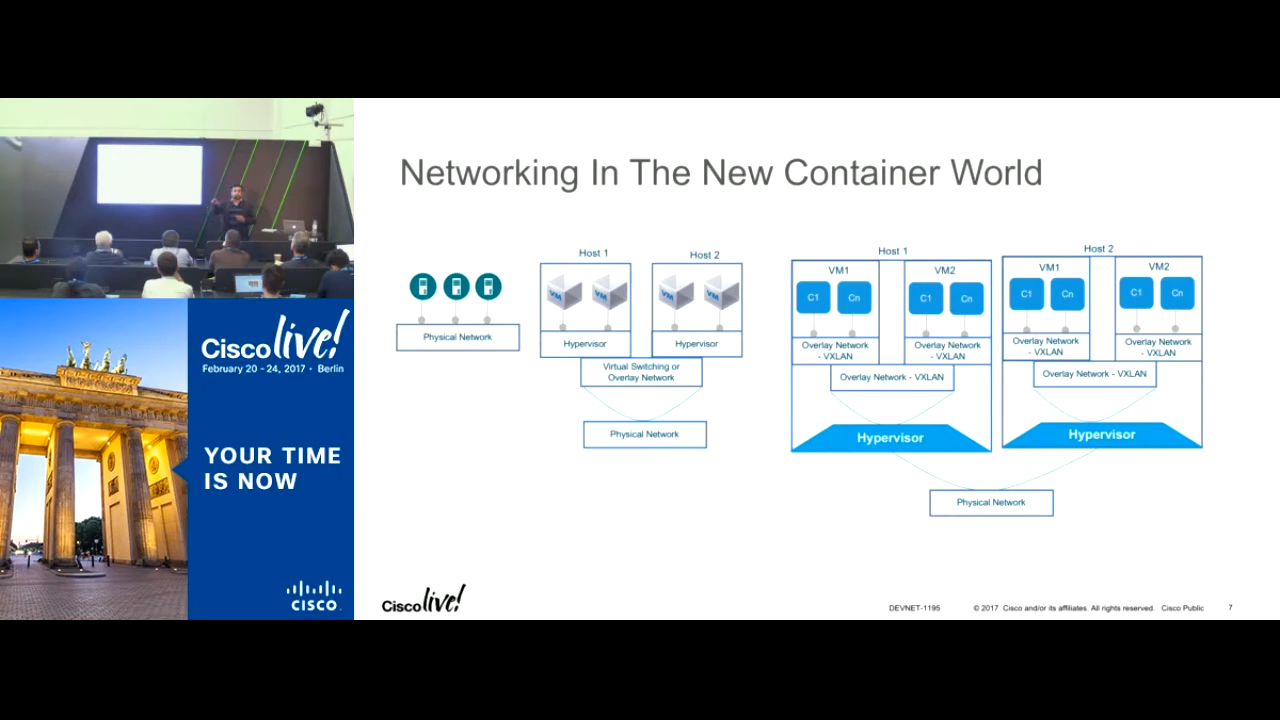 Networking In The New Container World
Physical Network
Host 1
Host 2
VM
VM
VM
VM
Hypervisor
Hypervisor
Virtual Switching or
Overlay Network
Physical Network
Host 1
VM1
VM2
C1
Cn
C1
Cn
Overlay Network
- VXLAN
Overlay Network
- VXLAN
Overlay Network - VXLAN
Hypervisor
Host 2
VM1
VM2
C1
Cn
C1
Cn
Overlay Network
- VXLAN
Overlay Network
- VXLAN
Overlay Network - VXLAN
Hypervisor
Physical Network
Cisco live!
February 20 - 24, 2017 · Berlin
YOUR TIME
IS NOW
CISCO
Cisco live!
DEVNET-1195
© 2017 Cisco and/or its affiliates. All rights reserved. Cisco Public
7